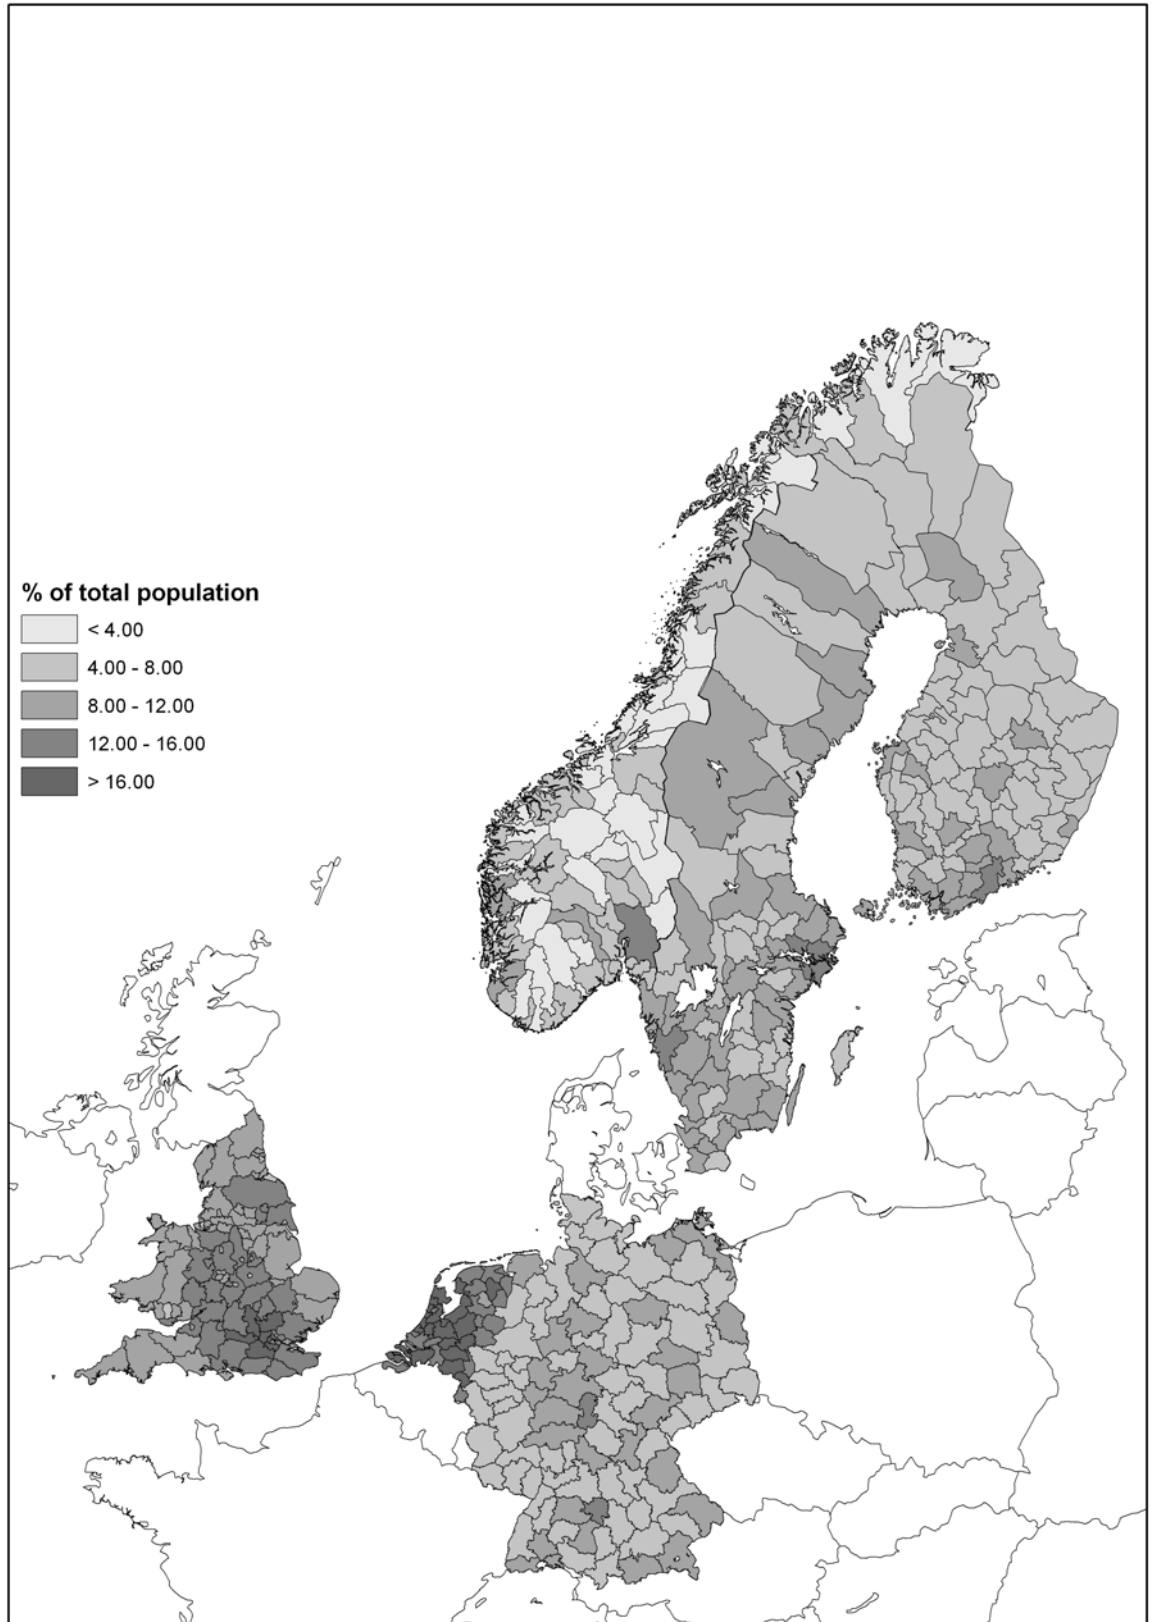 % of total population
< 4.00
4.00 - 8.00
8.00 - 12.00
12.00 - 16.00
> 16.00